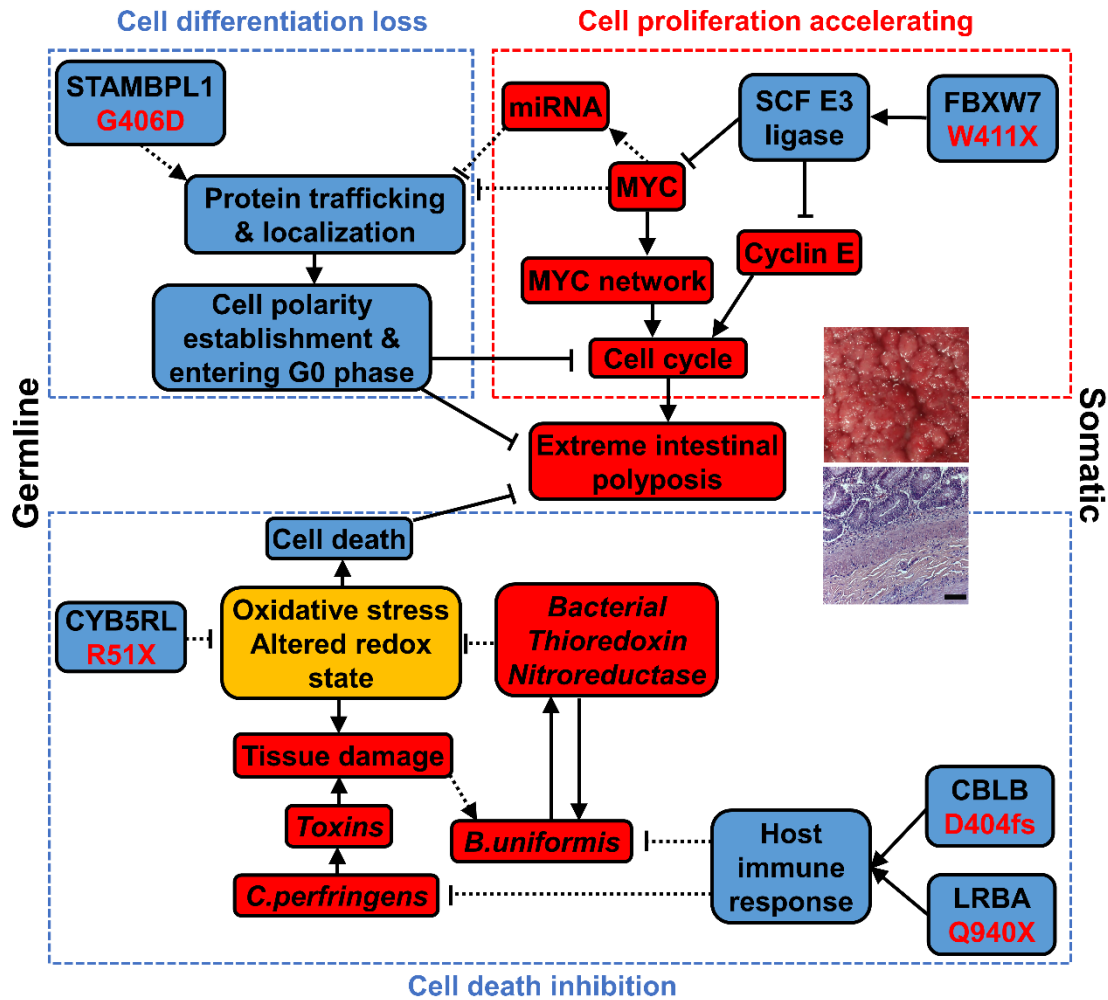 Cell differentiation loss
Cell proliferation accelerating
STAMBPL1
G406D
miRNA
SCF E3
ligase
FBXW7
W411X
MYC
Protein trafficking
& localization
Cyclin E
MYC network
Cell polarity
establishment &
entering G0 phase
Cell cycle
Germline
Somatic
Extreme intestinal
polyposis
Cell death
CYB5RL
R51X
Oxidative stress
Altered redox
state
Bacterial
Thioredoxin
Nitroreductase
Tissue damage
Toxins
B.uniformis
C.perfringens
Host
immune
response
CBLB
D404fs
LRBA
Q940X
Cell death inhibition